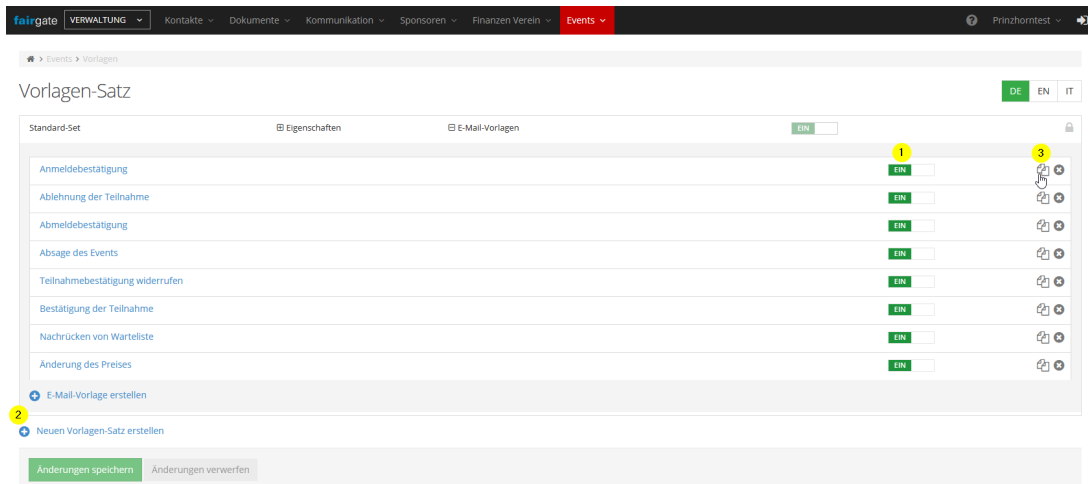 fairgate VERWALTUNG Kontakte Dokumente Kommunikation Sponsoren Finanzen Verein Events Prinzhorntest
> Events > Vorlagen
Vorlagen-Satz DE EN IT
Standard-Set Eigenschaften E-Mail-Vorlagen EIN
1 3
Anmeldebestätigung EIN
Ablehnung der Teilnahme EIN
Abmeldebestätigung EIN
Absage des Events EIN
Teilnahmebestätigung widerrufen EIN
Bestätigung der Teilnahme EIN
Nachrücken von Warteliste EIN
Änderung des Preises EIN
E-Mail-Vorlage erstellen
2
Neuen Vorlagen-Satz erstellen
Änderungen speichern Änderungen verwerfen